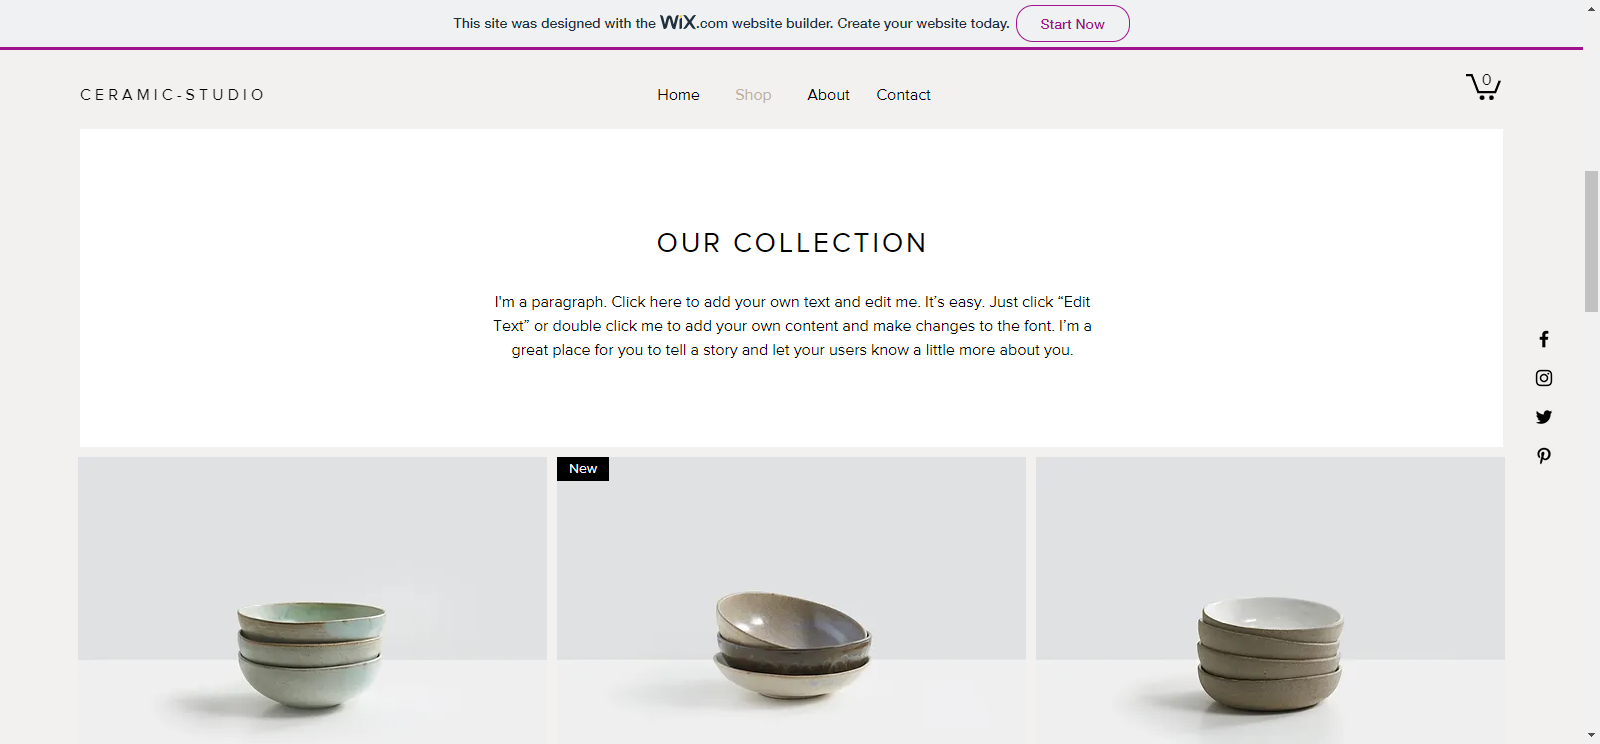 This site was designed with the WiX.com website builder. Create your website today. Start Now
CERAMIC-STUDIO
Home Shop About Contact
0
OUR COLLECTION
I'm a paragraph. Click here to add your own text and edit me. It’s easy. Just click “Edit
Text” or double click me to add your own content and make changes to the font. I’m a
great place for you to tell a story and let your users know a little more about you.
New